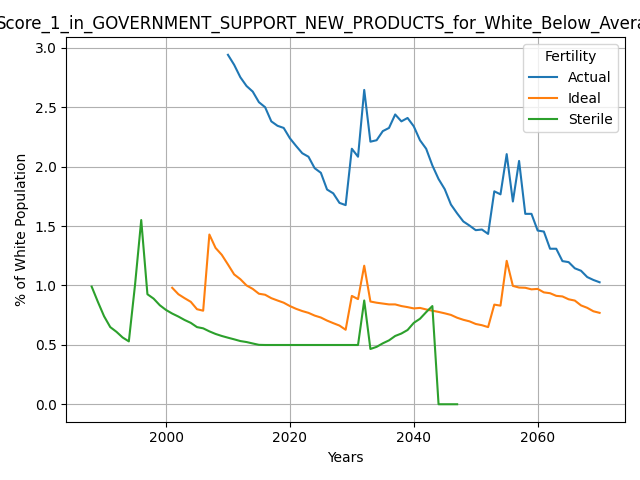 Score_1_in_GOVERNMENT_SUPPORT_NEW_PRODUCTS_for_White_Below_Avera
3.0
2.5
2.0
1.5
1.0
0.5
0.0
% of White Population
Fertility
Actual
Ideal
Sterile
2000
2020
2040
2060
Years